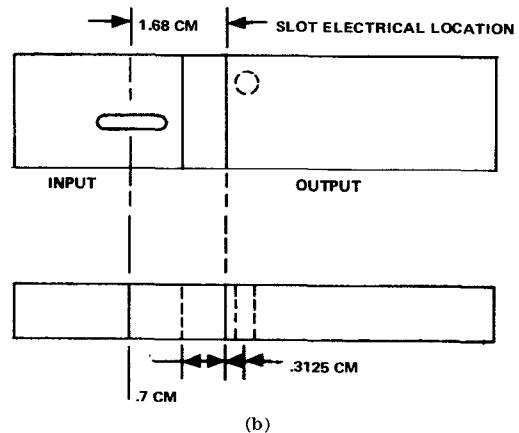 1.68 CM
SLOT ELECTRICAL LOCATION
INPUT
OUTPUT
.3125 CM
.7 CM
(b)